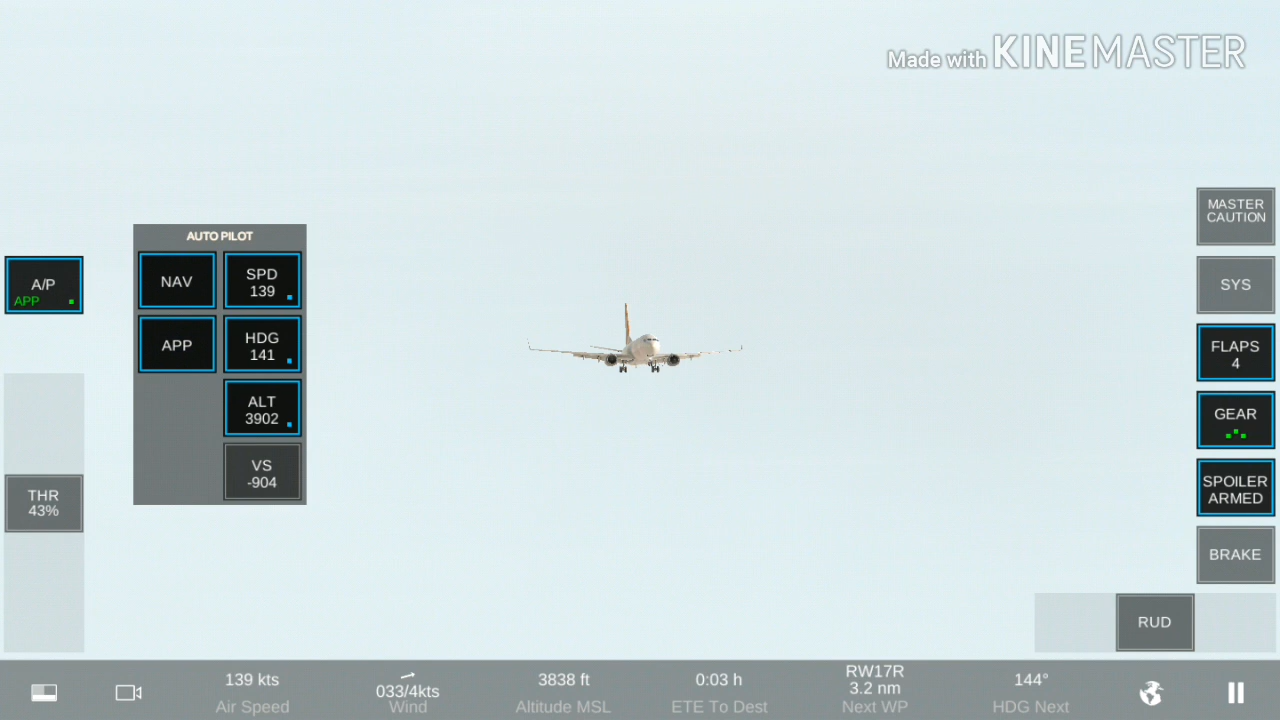 Made with KINEMASTER
AUTO PILOT
A/P
APP
NAV
SPD
139
APP
HDG
141
ALT
3902
VS
-904
THR
43%
MASTER
CAUTION
SYS
FLAPS
4
GEAR
SPOILER
ARMED
BRAKE
RUD
139 kts
Air Speed
033/4kts
Wind
3838 ft
Altitude MSL
0:03 h
ETE To Dest
RW17R
3.2 nm
Next WP
144°
HDG Next